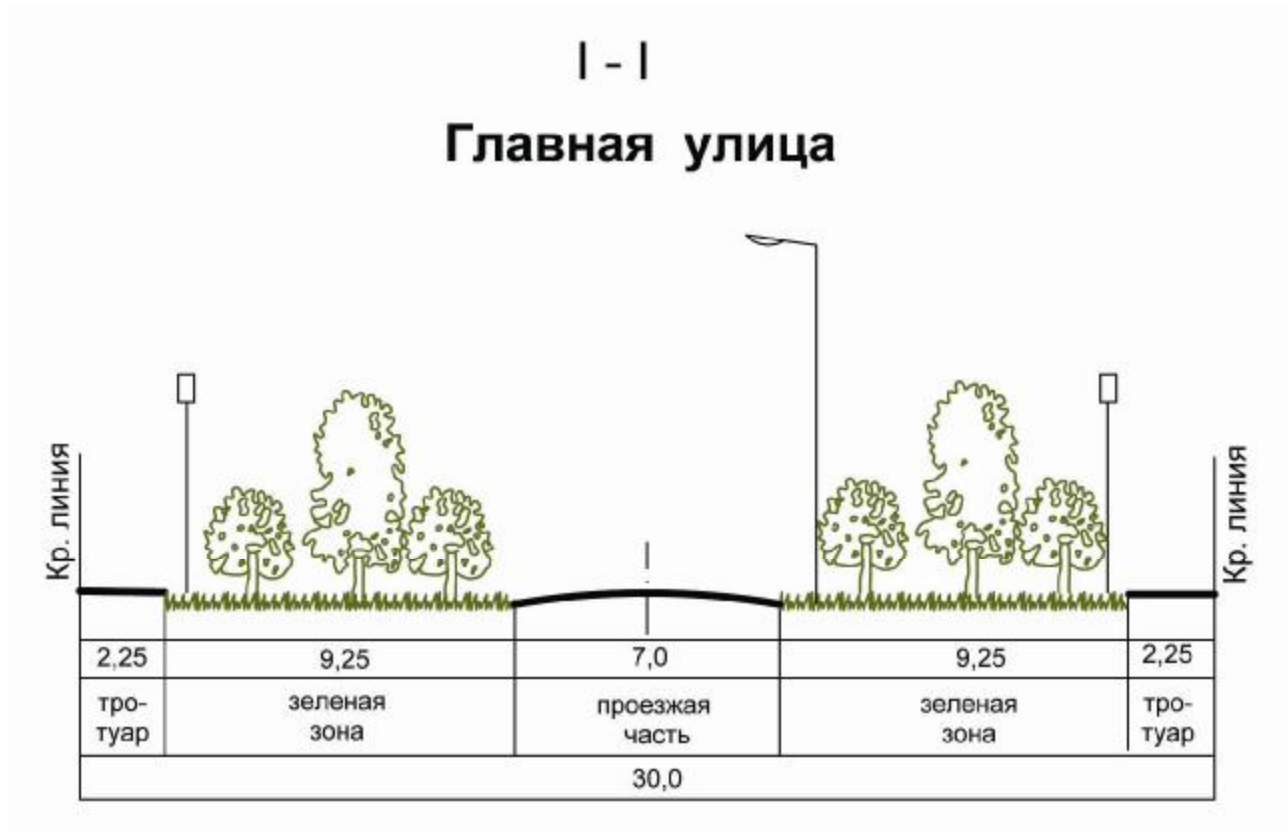 I - I
Главная улица
Кр. линия
Кр. линия
2,25 9,25 7,0 9,25 2,25
тро-
туар
зеленая
зона
проезжая
часть
зеленая
зона
тро-
туар
30,0